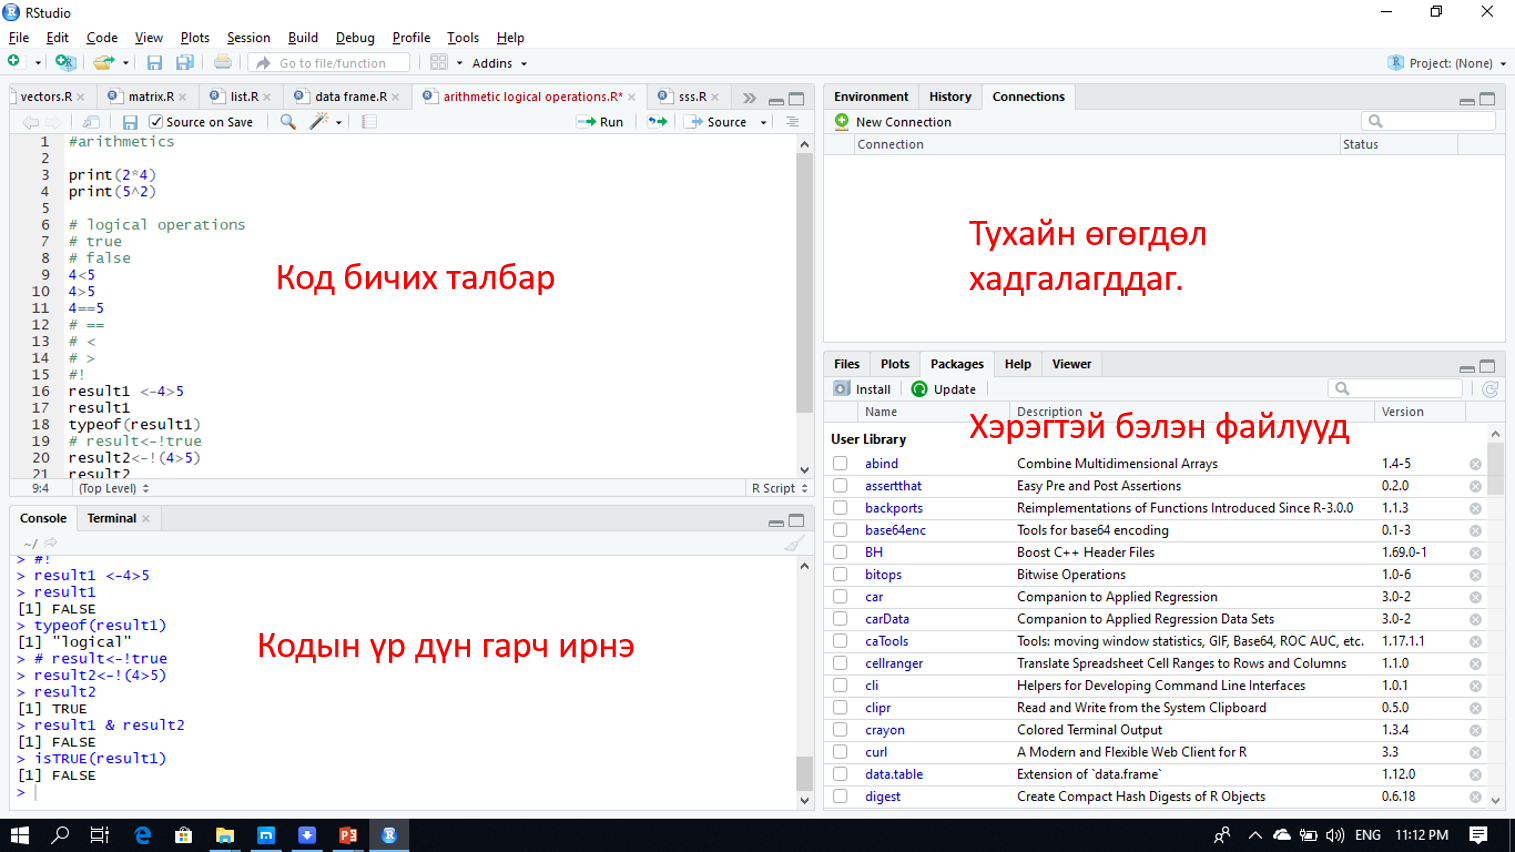 RStudio
File Edit Code View Plots Session Build Debug Profile Tools Help
Go to file/function Addins Project: (None)
vectors.R matrix.R list.R data frame.R arithmetic logical operations.R* sss.R
Source on Save Run Source
1 #arithmetics
2
3 print(2*4)
4 print(5^2)
5
6 # logical operations
7 # true
8 # false
9 4<5
10 4>5
11 4==5
12 # ==
13 # <
14 # >
15 #!
16 result1 <-4>5
17 result1
18 typeof(result1)
19 # result<-!true
20 result2<-!(4>5)
21 result2
Код бичих талбар
9:4 (Top Level) R Script
Console Terminal
~/
> #!
> result1 <-4>5
> result1
[1] FALSE
> typeof(result1)
[1] "logical"
> # result<-!true
> result2<-!(4>5)
> result2
[1] TRUE
> result1 & result2
[1] FALSE
> isTRUE(result1)
[1] FALSE
>
Кодын үр дүн гарч ирнэ
Environment History Connections
New Connection
Connection Status
Тухайн өгөгдөл
хадгалагддаг.
Files Plots Packages Help Viewer
Install Update
Name Description Version
Хэрэгтэй бэлэн файлууд
User Library
abind Combine Multidimensional Arrays 1.4-5
assertthat Easy Pre and Post Assertions 0.2.0
backports Reimplementations of Functions Introduced Since R-3.0.0 1.1.3
base64enc Tools for base64 encoding 0.1-3
BH Boost C++ Header Files 1.69.0-1
bitops Bitwise Operations 1.0-6
car Companion to Applied Regression 3.0-2
carData Companion to Applied Regression Data Sets 3.0-2
caTools Tools: moving window statistics, GIF, Base64, ROC AUC, etc. 1.17.1.1
cellranger Translate Spreadsheet Cell Ranges to Rows and Columns 1.1.0
cli Helpers for Developing Command Line Interfaces 1.0.1
clipr Read and Write from the System Clipboard 0.5.0
crayon Colored Terminal Output 1.3.4
curl A Modern and Flexible Web Client for R 3.3
data.table Extension of `data.frame` 1.12.0
digest Create Compact Hash Digests of R Objects 0.6.18
ENG 11:12 PM